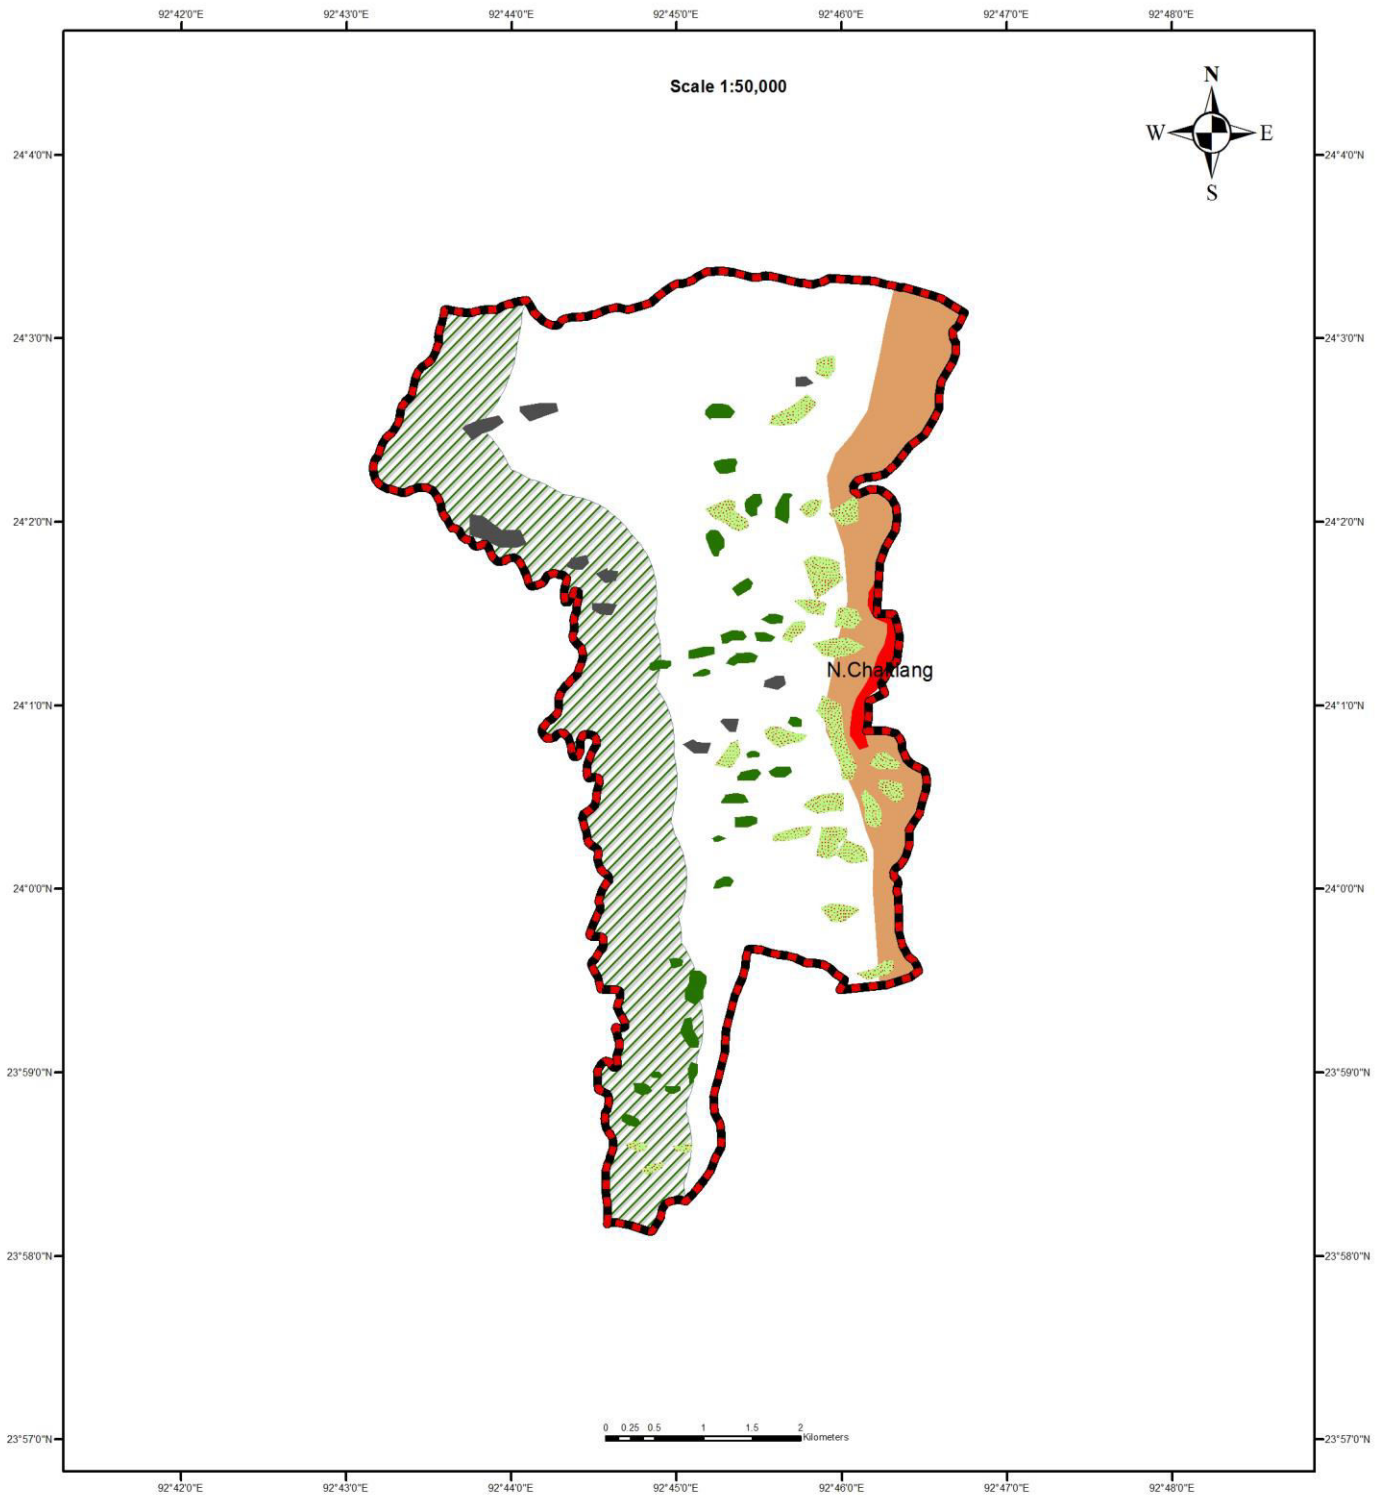 92°42'0"E 92°43'0"E 92°44'0"E 92°45'0"E 92°46'0"E 92°47'0"E 92°48'0"E
Scale 1:50,000
N
W E
S
24°4'0"N 24°4'0"N
24°3'0"N 24°3'0"N
24°2'0"N 24°2'0"N
N.Chaltlang
24°1'0"N 24°1'0"N
24°0'0"N 24°0'0"N
23°59'0"N 23°59'0"N
23°58'0"N 23°58'0"N
0 0.25 0.5 1 1.5 2
Kilometers
23°57'0"N 23°57'0"N
92°42'0"E 92°43'0"E 92°44'0"E 92°45'0"E 92°46'0"E 92°47'0"E 92°48'0"E